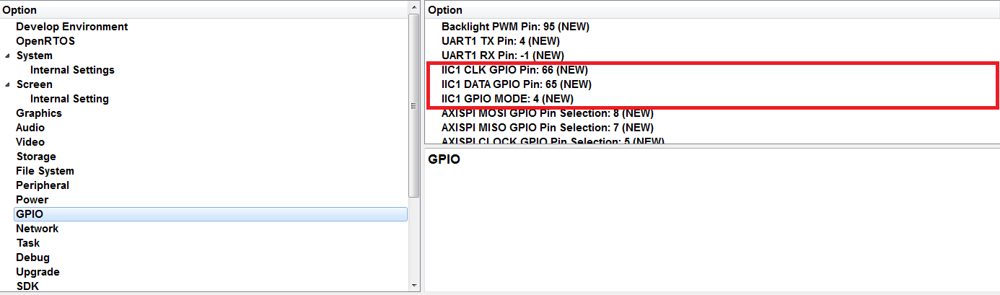 Option
Develop Environment
OpenRTOS
System
Internal Settings
Screen
Internal Setting
Graphics
Audio
Video
Storage
File System
Peripheral
Power
GPIO
Network
Task
Debug
Upgrade
SDK
Option
Backlight PWM Pin: 95 (NEW)
UART1 TX Pin: 4 (NEW)
UART1 RX Pin: -1 (NEW)
IIC1 CLK GPIO Pin: 66 (NEW)
IIC1 DATA GPIO Pin: 65 (NEW)
IIC1 GPIO MODE: 4 (NEW)
AXISPI MOSI GPIO Pin Selection: 8 (NEW)
AXISPI MISO GPIO Pin Selection: 7 (NEW)
AXISPI CLOCK GPIO Pin Selection: 5 (NEW)
GPIO